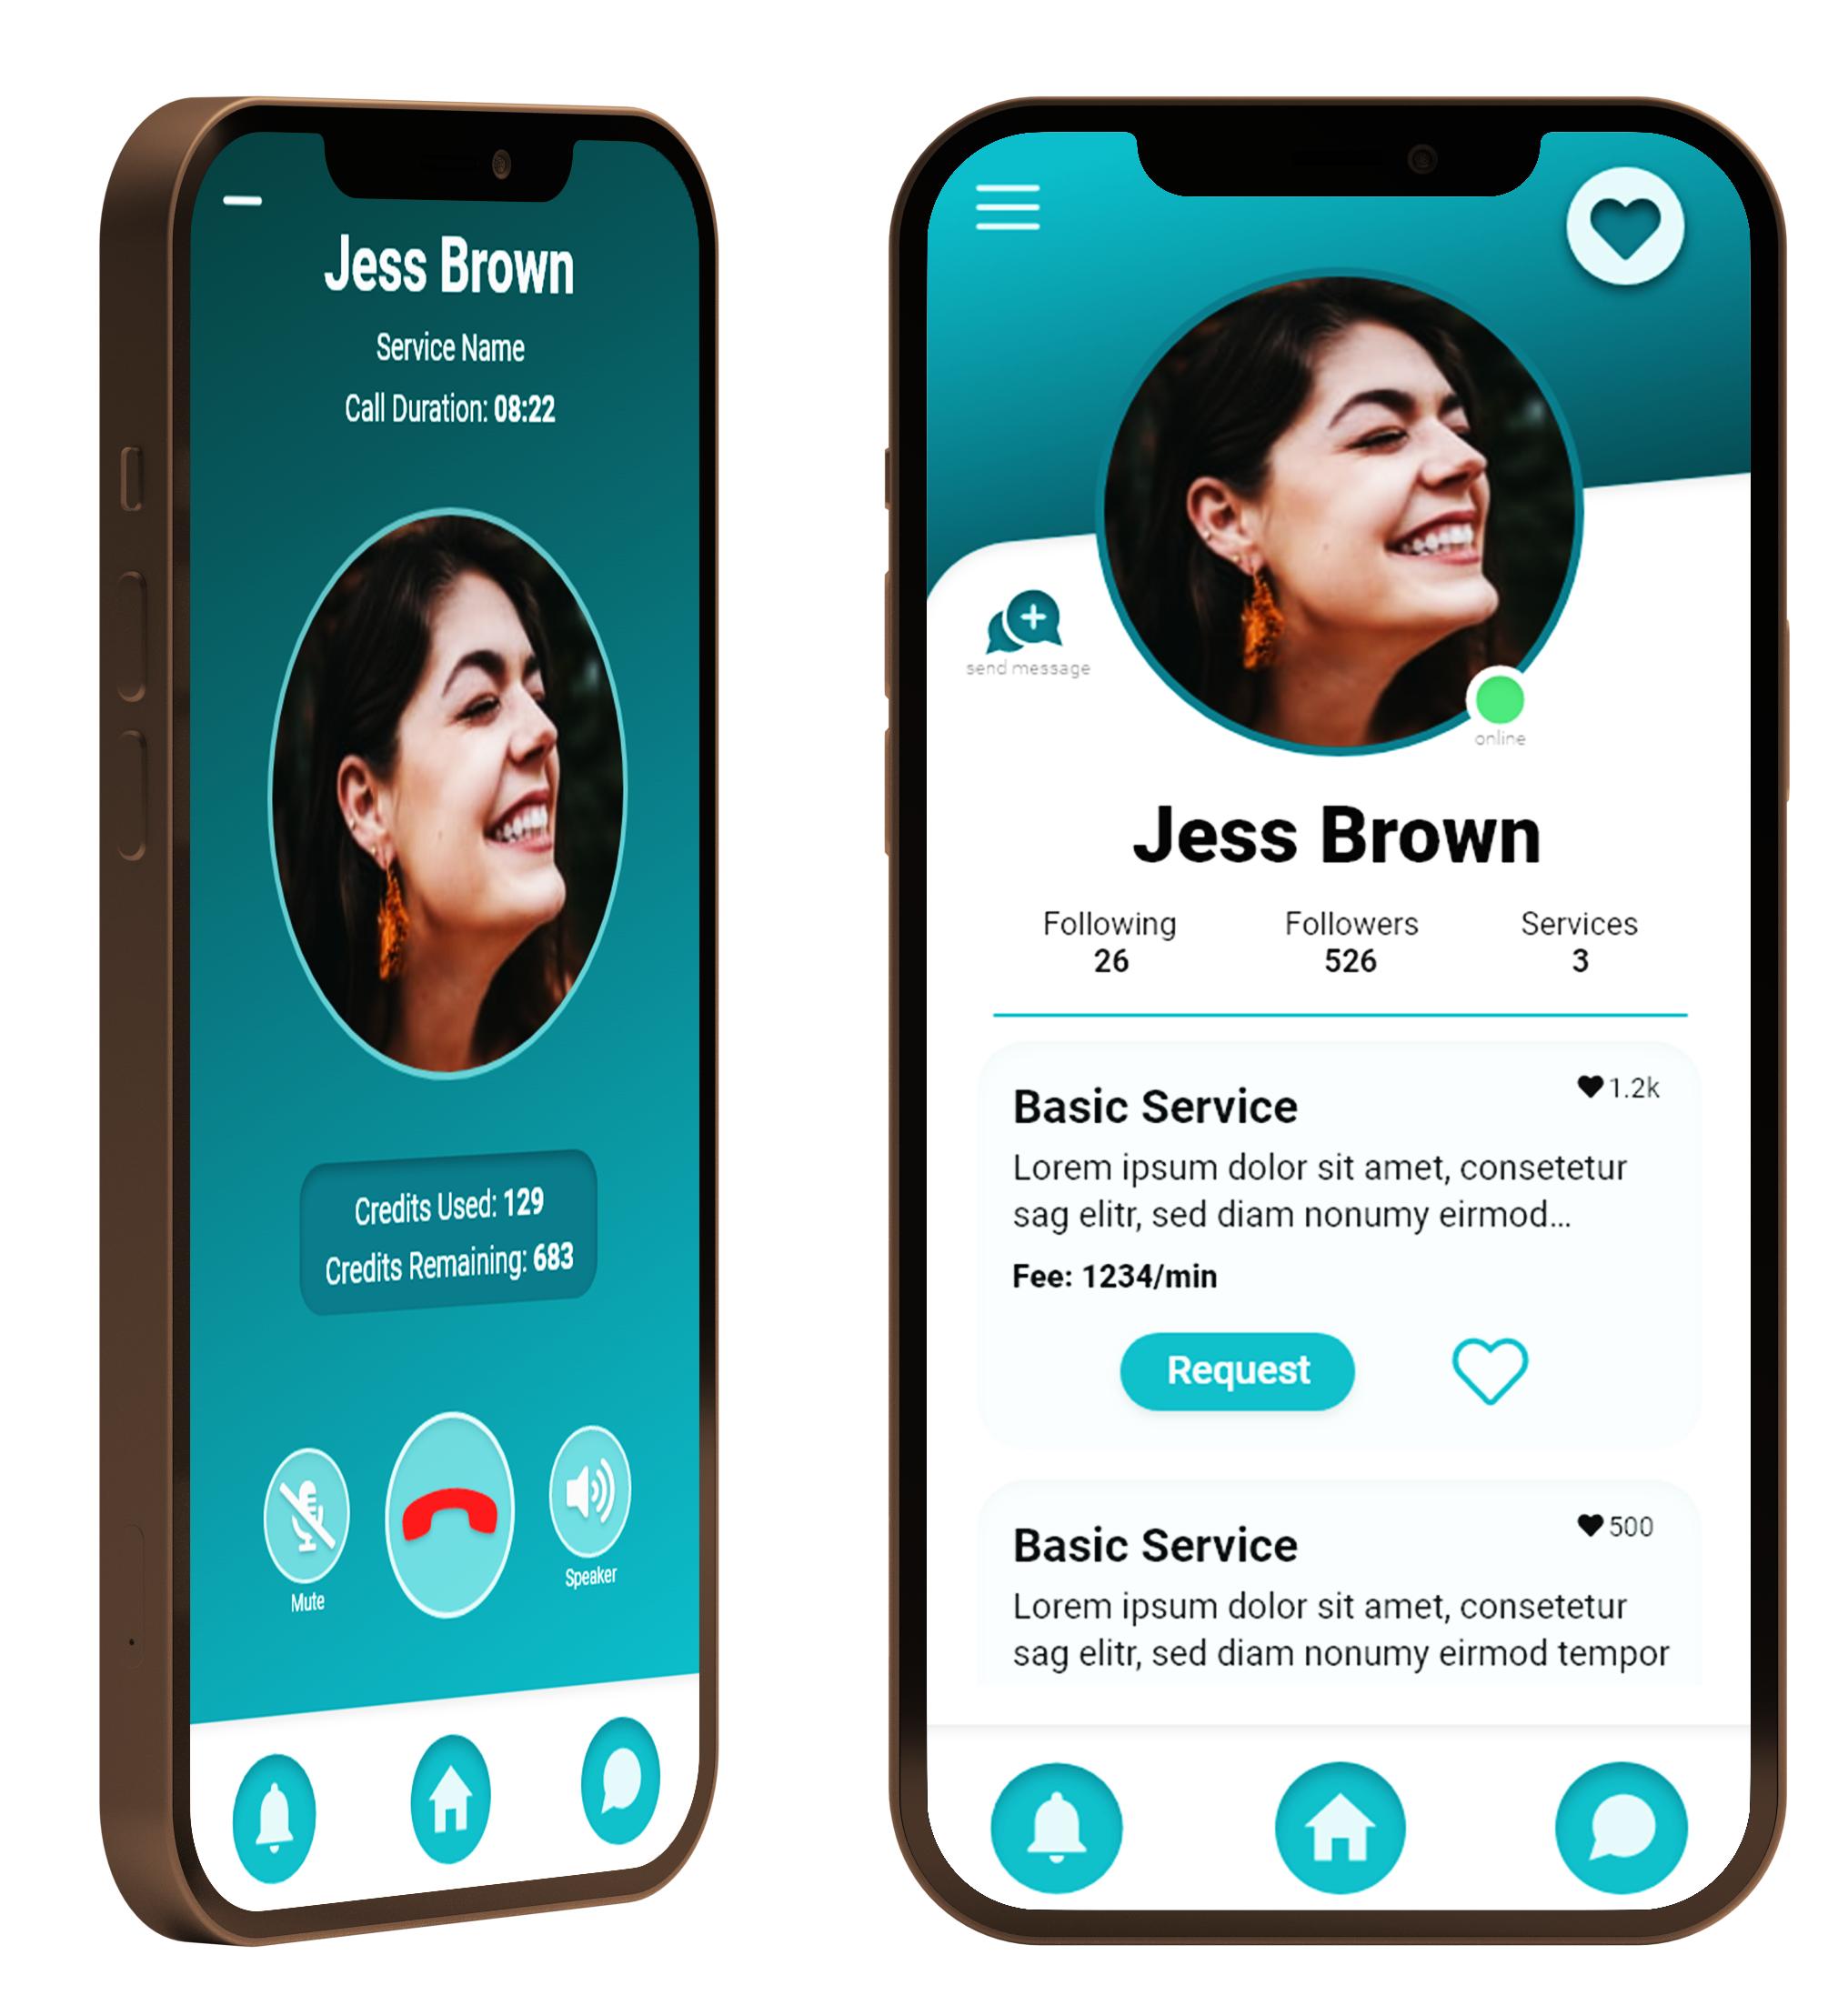 Jess Brown
Service Name
Call Duration: 08:22
Credits Used: 129
Credits Remaining: 683
Mute
Speaker
send message
online
Jess Brown
Following
26
Followers
526
Services
3
Basic Service
1.2k
Lorem ipsum dolor sit amet, consetetur
sag elitr, sed diam nonumy eirmod...
Fee: 1234/min
Request
Basic Service
500
Lorem ipsum dolor sit amet, consetetur
sag elitr, sed diam nonumy eirmod tempor